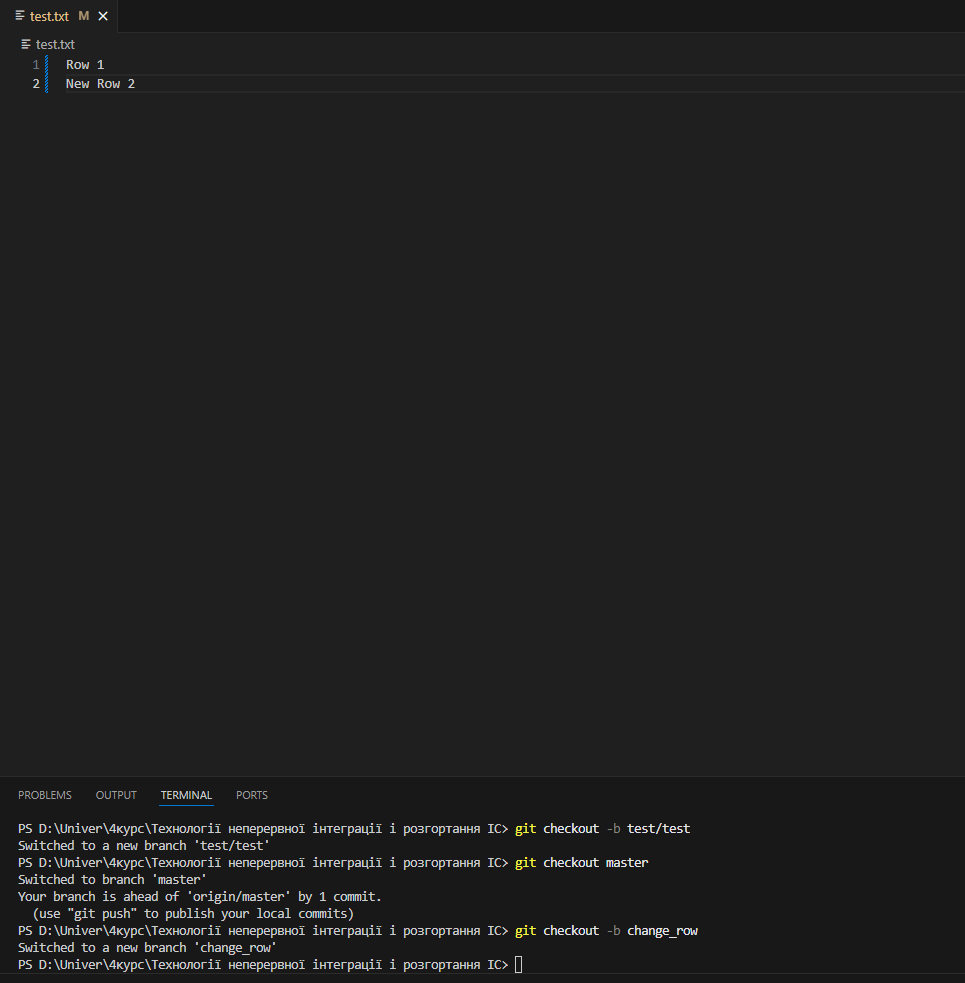 test.txt M
test.txt
1 Row 1
2 New Row 2
PROBLEMS OUTPUT TERMINAL PORTS
PS D:\Univer\4курс\Технології неперервної інтеграції і розгортання ІС> git checkout -b test/test
Switched to a new branch 'test/test'
PS D:\Univer\4курс\Технології неперервної інтеграції і розгортання ІС> git checkout master
Switched to branch 'master'
Your branch is ahead of 'origin/master' by 1 commit.
  (use "git push" to publish your local commits)
PS D:\Univer\4курс\Технології неперервної інтеграції і розгортання ІС> git checkout -b change_row
Switched to a new branch 'change_row'
PS D:\Univer\4курс\Технології неперервної інтеграції і розгортання ІС>